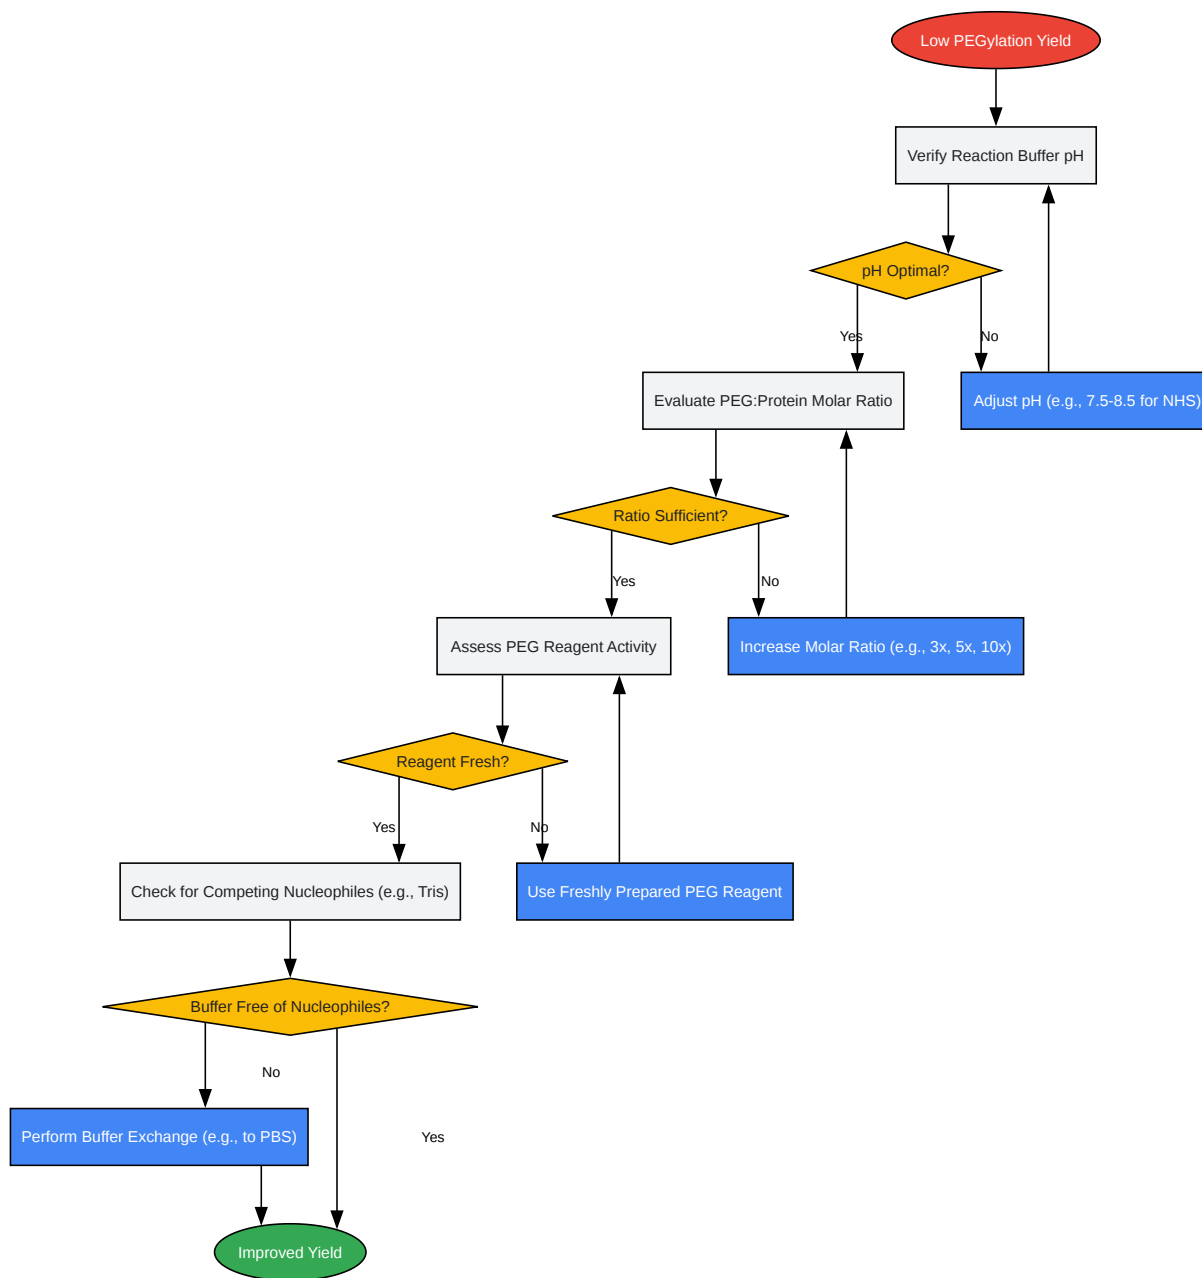 Low PEGylation Yield
Verify Reaction Buffer pH
pH Optimal?
Yes
No
Evaluate PEG:Protein Molar Ratio
Adjust pH (e.g., 7.5-8.5 for NHS)
Ratio Sufficient?
Yes
No
Assess PEG Reagent Activity
Increase Molar Ratio (e.g., 3x, 5x, 10x)
Reagent Fresh?
Yes
No
Check for Competing Nucleophiles (e.g., Tris)
Use Freshly Prepared PEG Reagent
Buffer Free of Nucleophiles?
No
Perform Buffer Exchange (e.g., to PBS)
Yes
Improved Yield